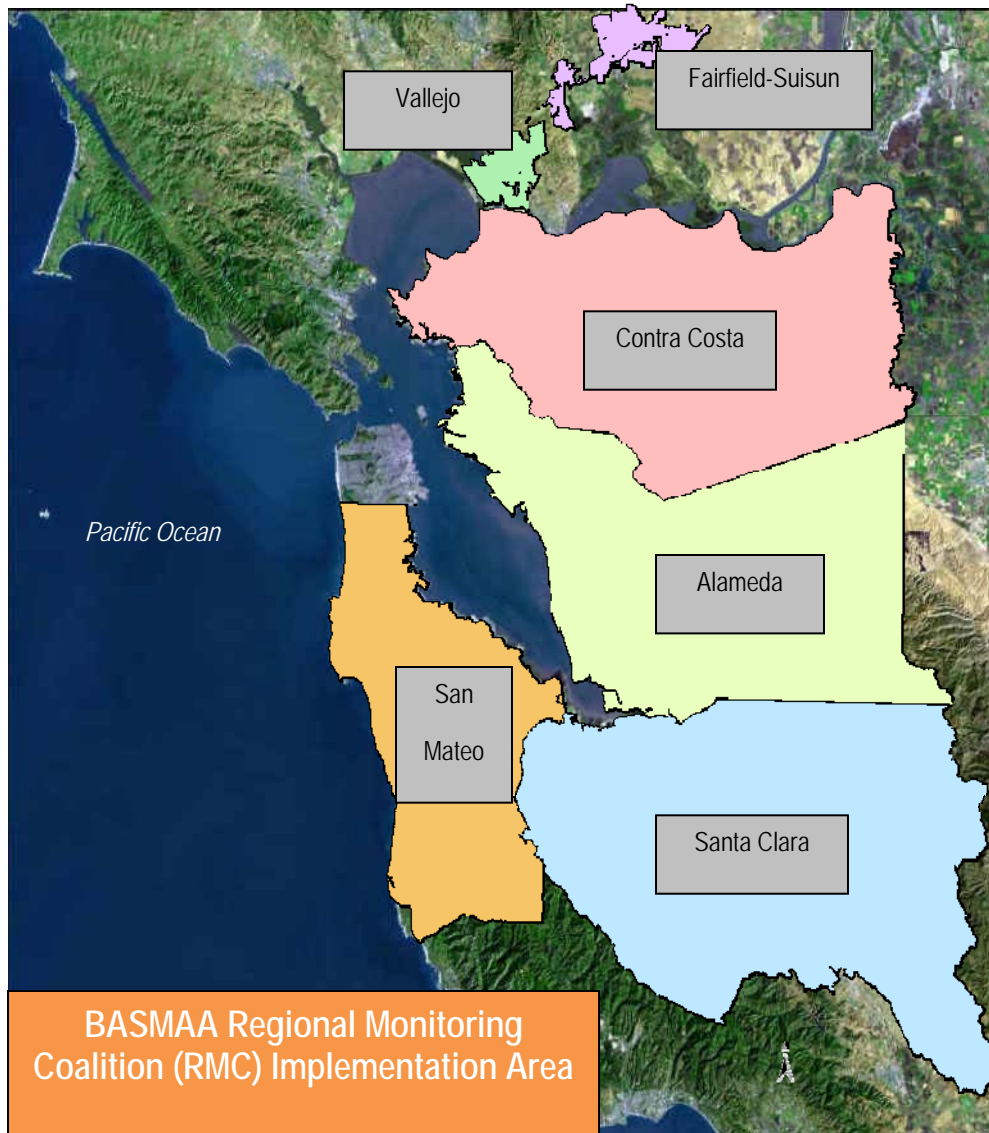 Vallejo
Fairfield-Suisun
Contra Costa
Pacific Ocean
Alameda
San
Mateo
Santa Clara
BASMAA Regional Monitoring
Coalition (RMC) Implementation Area